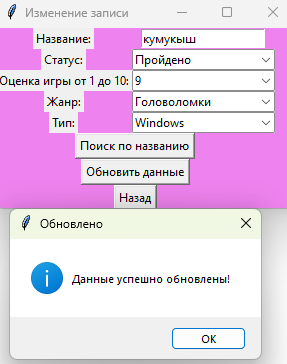 Изменение записи
Название: кумукыш
Статус: Пройдено
Оценка игры от 1 до 10: 9
Жанр: Головоломки
Тип: Windows
Поиск по названию
Обновить данные
Назад
Обновлено
Данные успешно обновлены!
OK